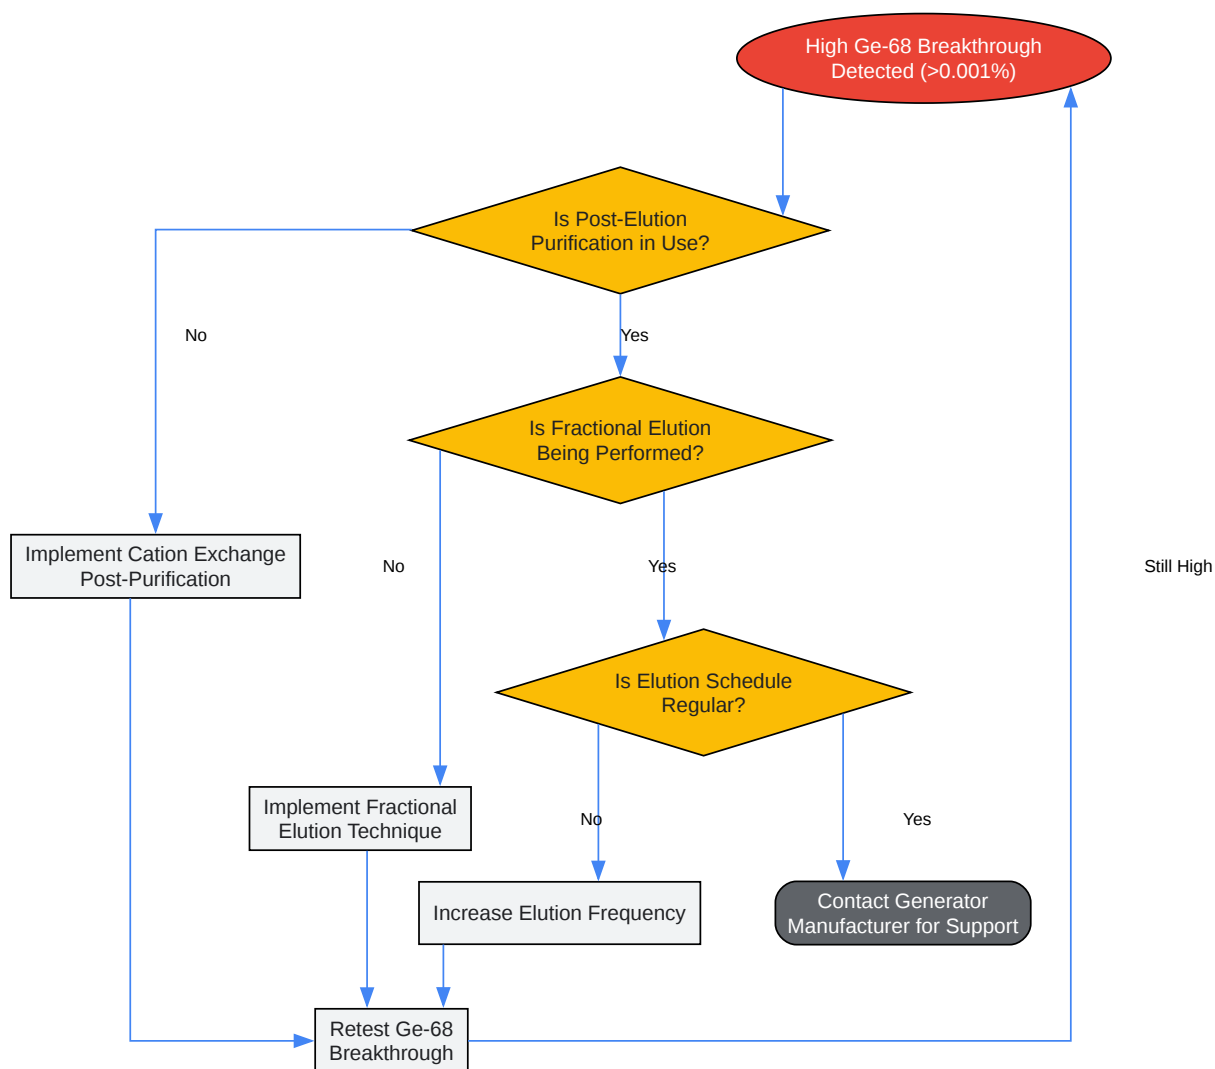 High Ge-68 Breakthrough
Detected (>0.001%)
Is Post-Elution
Purification in Use?
No
Yes
Is Fractional Elution
Being Performed?
Implement Cation Exchange
Post-Purification
No
Yes
Still High
Is Elution Schedule
Regular?
Implement Fractional
Elution Technique
No
Yes
Increase Elution Frequency
Contact Generator
Manufacturer for Support
Retest Ge-68
Breakthrough